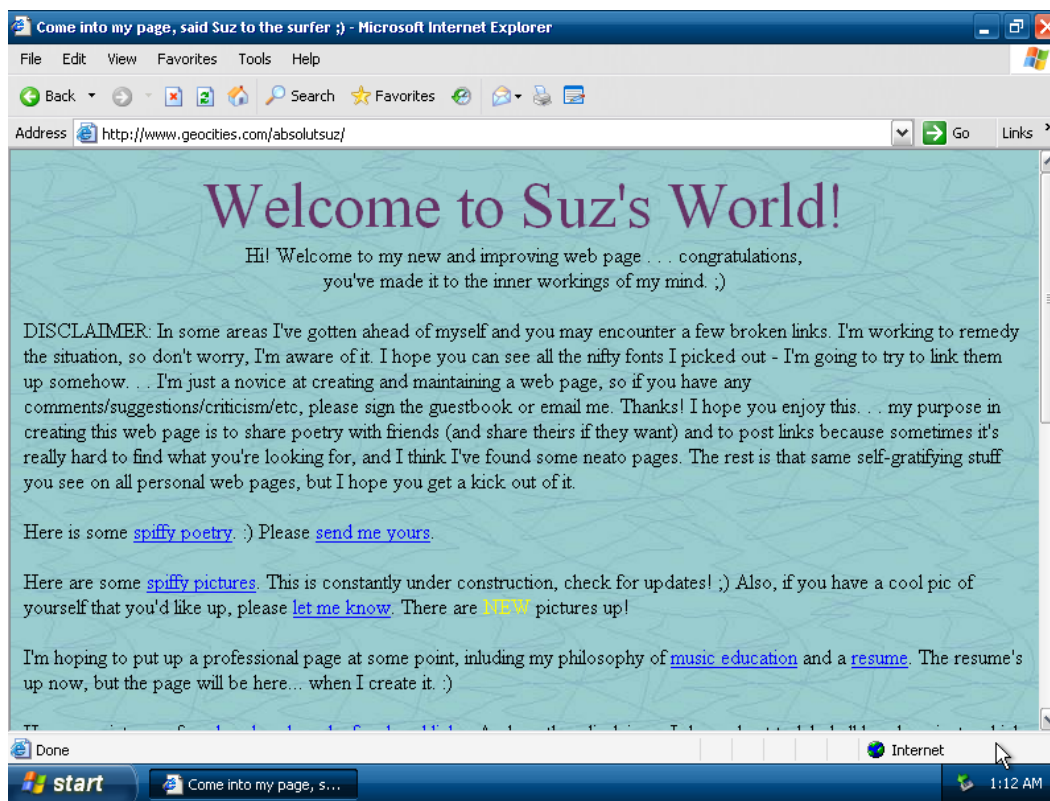 Come into my page, said Suz to the surfer ;) - Microsoft Internet Explorer
File Edit View Favorites Tools Help
Back Search Favorites
Address http://www.geocities.com/absolutsuz/ Go Links
Welcome to Suz's World!
Hi! Welcome to my new and improving web page . . . congratulations,
you've made it to the inner workings of my mind. ;)
DISCLAIMER: In some areas I've gotten ahead of myself and you may encounter a few broken links. I'm working to remedy
the situation, so don't worry, I'm aware of it. I hope you can see all the nifty fonts I picked out - I'm going to try to link them
up somehow. . . I'm just a novice at creating and maintaining a web page, so if you have any
comments/suggestions/criticism/etc, please sign the guestbook or email me. Thanks! I hope you enjoy this. . . my purpose in
creating this web page is to share poetry with friends (and share theirs if they want) and to post links because sometimes it's
really hard to find what you're looking for, and I think I've found some neato pages. The rest is that same self-gratifying stuff
you see on all personal web pages, but I hope you get a kick out of it.
Here is some spiffy poetry. :) Please send me yours.
Here are some spiffy pictures. This is constantly under construction, check for updates! ;) Also, if you have a cool pic of
yourself that you'd like up, please let me know. There are NEW pictures up!
I'm hoping to put up a professional page at some point, inluding my philosophy of music education and a resume. The resume's
up now, but the page will be here... when I create it. :)
Done Internet
start Come into my page, s... 1:12 AM